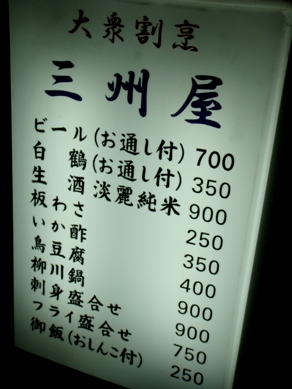 大衆割烹
三州屋
ビール(お通し付) 700
白鶴(お通し付) 350
生酒 淡麗純米 900
板わさ 250
いか酢 350
鳥豆腐 400
柳川鍋 900
刺身盛合せ 900
フライ盛合せ 750
御飯(おしんこ付) 250